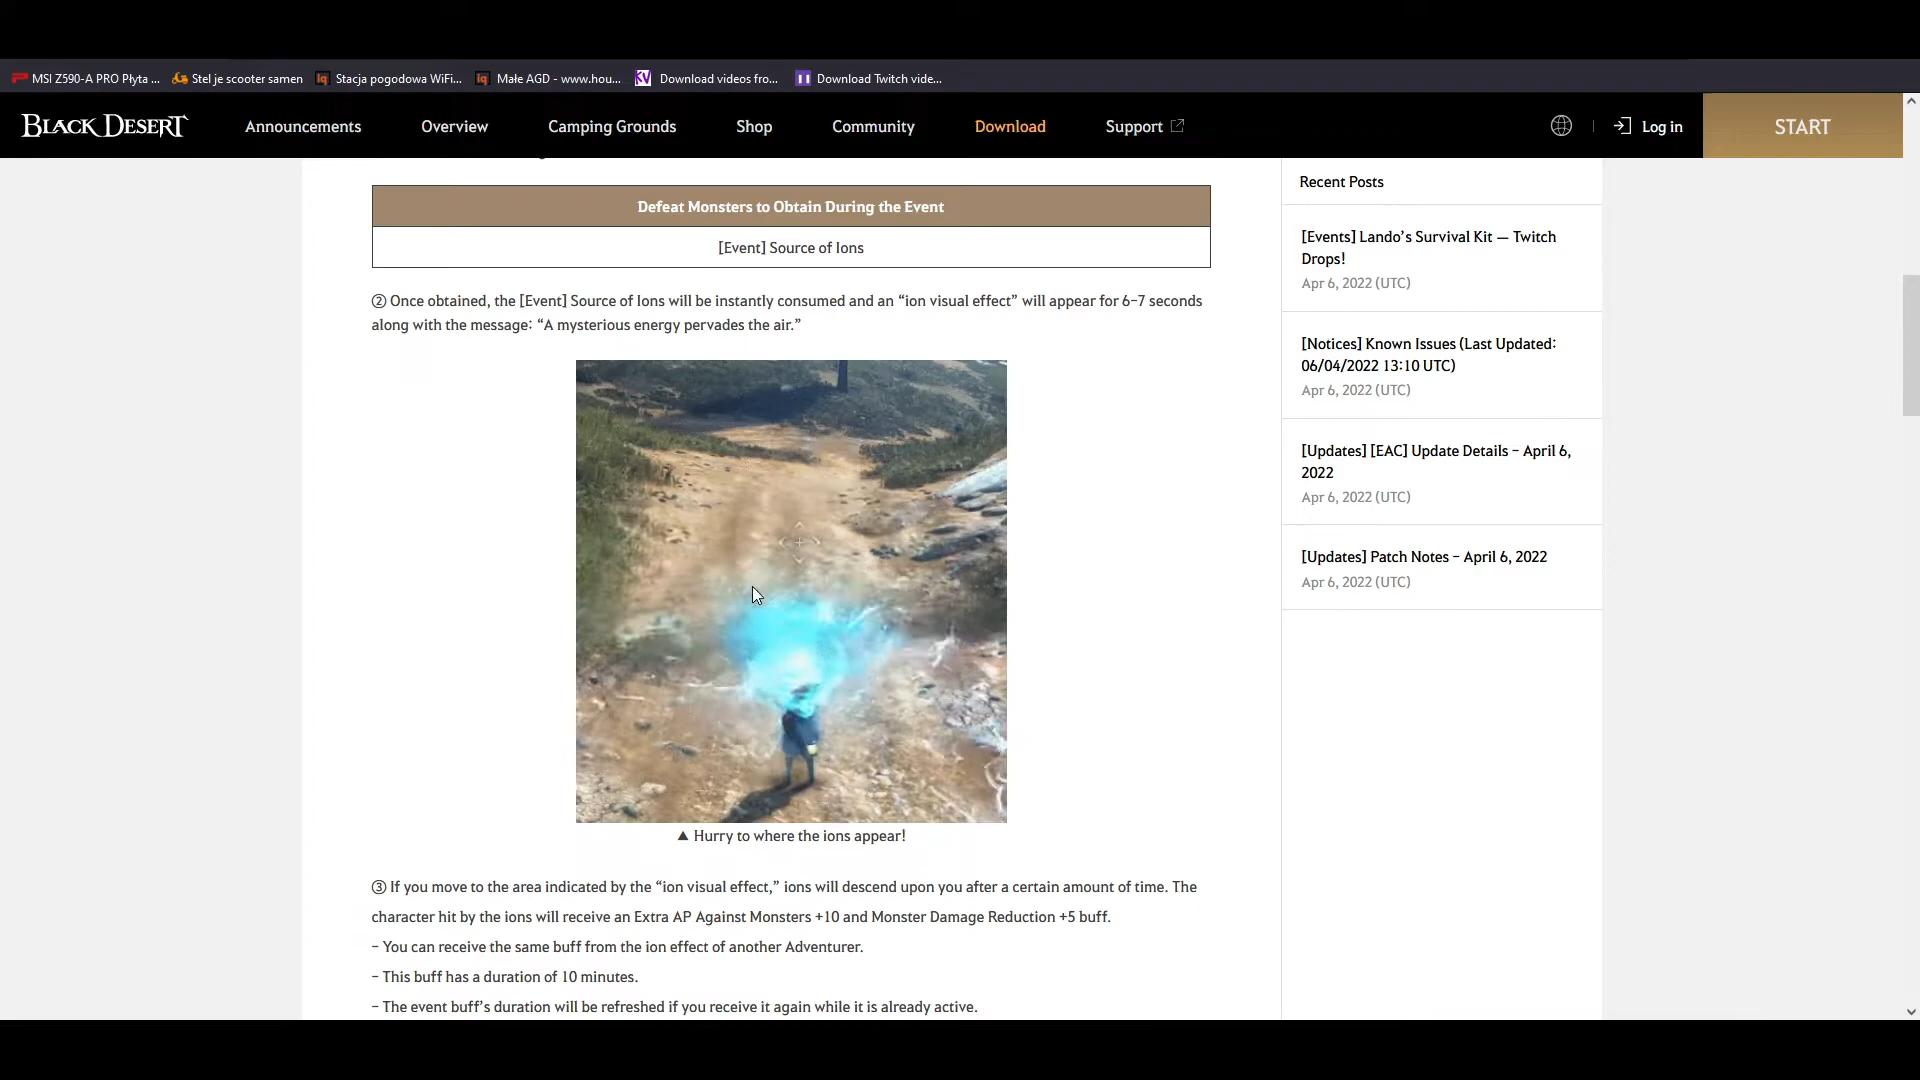 MSI Z590-A PRO Płyta ...
Stel je scooter samen
Stacja pogodowa WiFi...
Małe AGD - www.hou...
Download videos fro...
Download Twitch vide...
BLACK DESERT
Announcements
Overview
Camping Grounds
Shop
Community
Download
Support
Log in
START
Defeat Monsters to Obtain During the Event
[Event] Source of Ions
② Once obtained, the [Event] Source of Ions will be instantly consumed and an “ion visual effect” will appear for 6-7 seconds
along with the message: “A mysterious energy pervades the air.”
▲ Hurry to where the ions appear!
③ If you move to the area indicated by the “ion visual effect,” ions will descend upon you after a certain amount of time. The
character hit by the ions will receive an Extra AP Against Monsters +10 and Monster Damage Reduction +5 buff.
- You can receive the same buff from the ion effect of another Adventurer.
- This buff has a duration of 10 minutes.
- The event buff’s duration will be refreshed if you receive it again while it is already active.
Recent Posts
[Events] Lando’s Survival Kit — Twitch
Drops!
Apr 6, 2022 (UTC)
[Notices] Known Issues (Last Updated:
06/04/2022 13:10 UTC)
Apr 6, 2022 (UTC)
[Updates] [EAC] Update Details - April 6,
2022
Apr 6, 2022 (UTC)
[Updates] Patch Notes - April 6, 2022
Apr 6, 2022 (UTC)